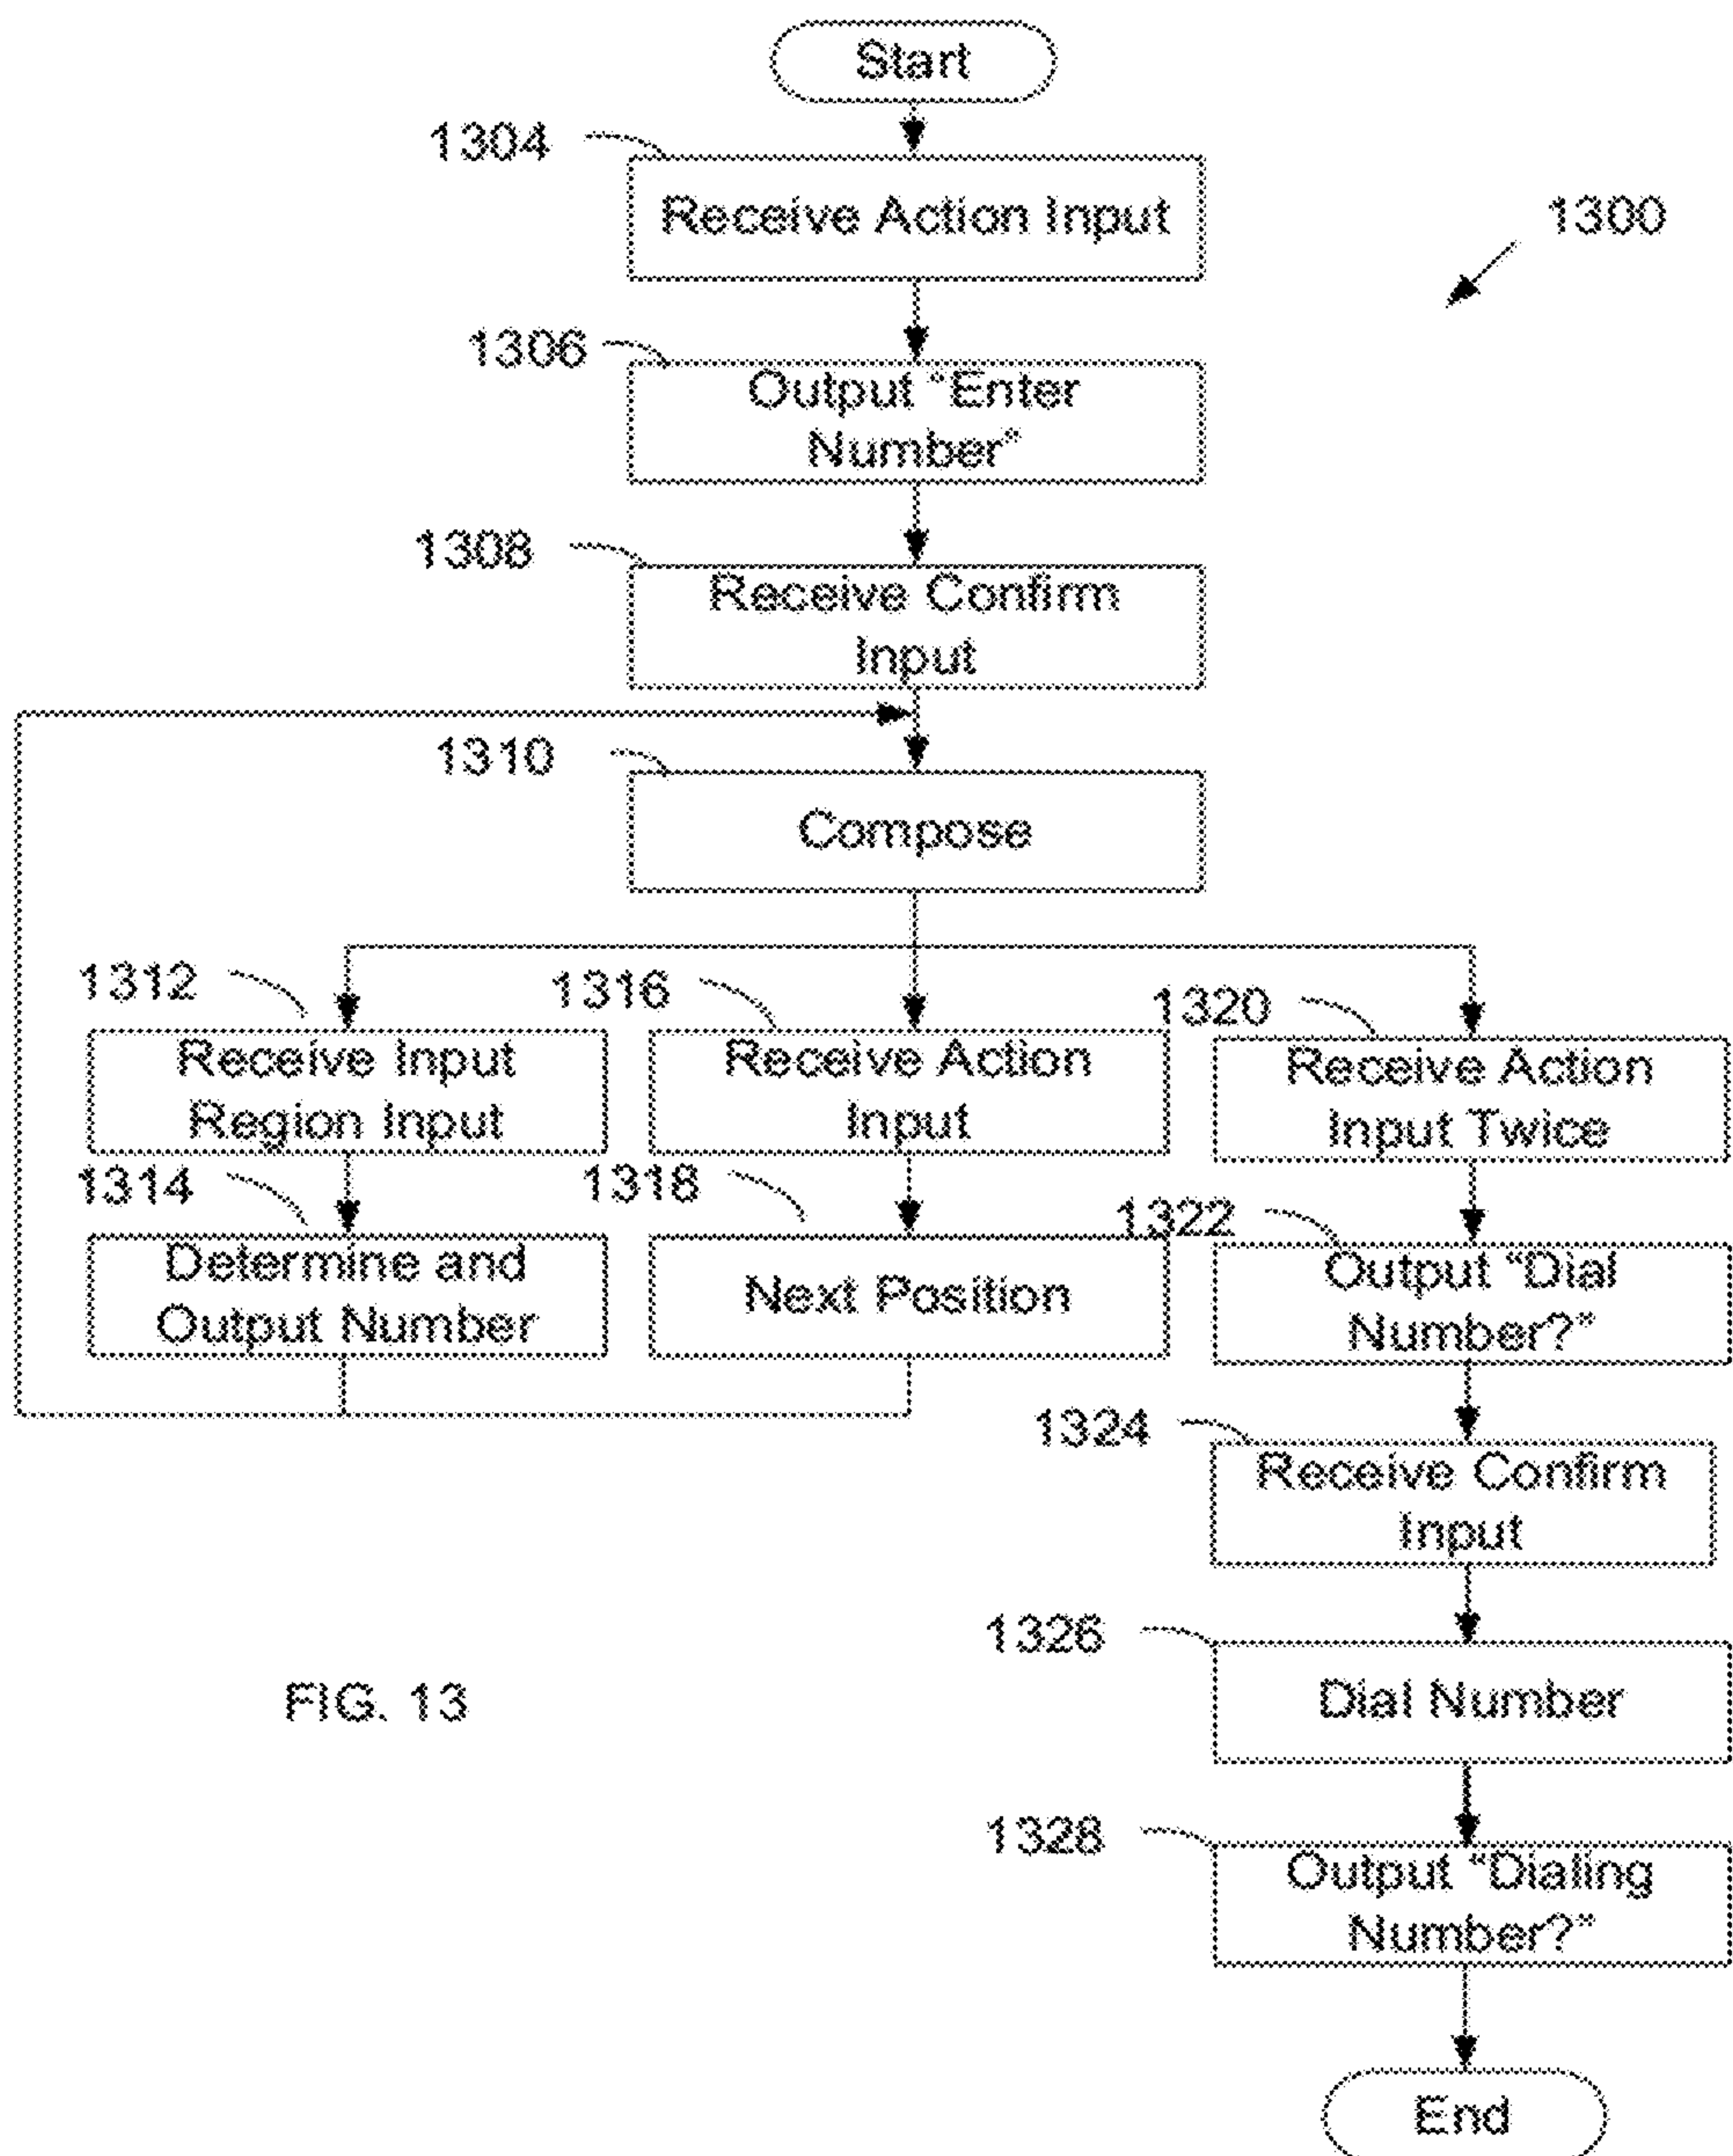 Start
1304
Receive Action Input
1300
1306
Output “Enter
Number”
1308
Receive Confirm
Input
1310
Compose
1312
Receive Input
Region Input
1316
Receive Action
Input
1320
Receive Action
Input Twice
1314
Determine and
Output Number
1318
Next Position
1322
Output “Dial
Number?”
1324
Receive Confirm
Input
1326
Dial Number
FIG. 13
1328
Output “Dialing
Number?”
End